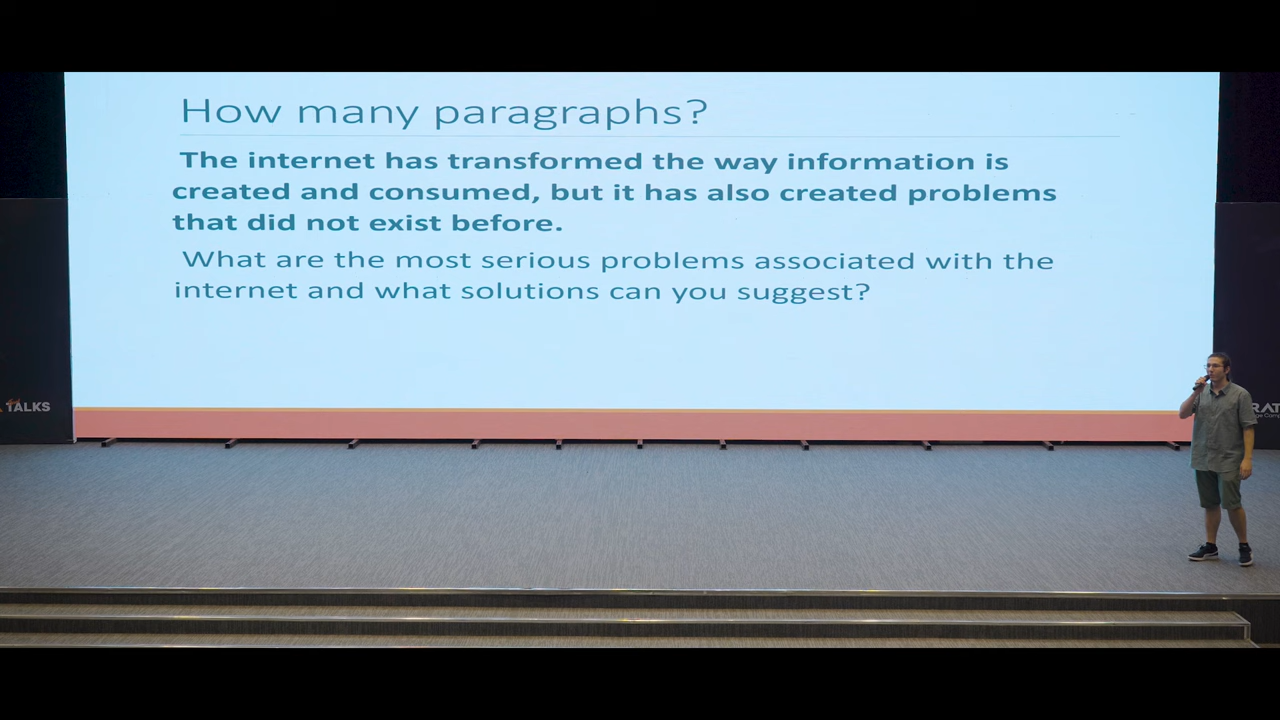 How many paragraphs?
The internet has transformed the way information is
created and consumed, but it has also created problems
that did not exist before.
What are the most serious problems associated with the
internet and what solutions can you suggest?
TALKS
RAT